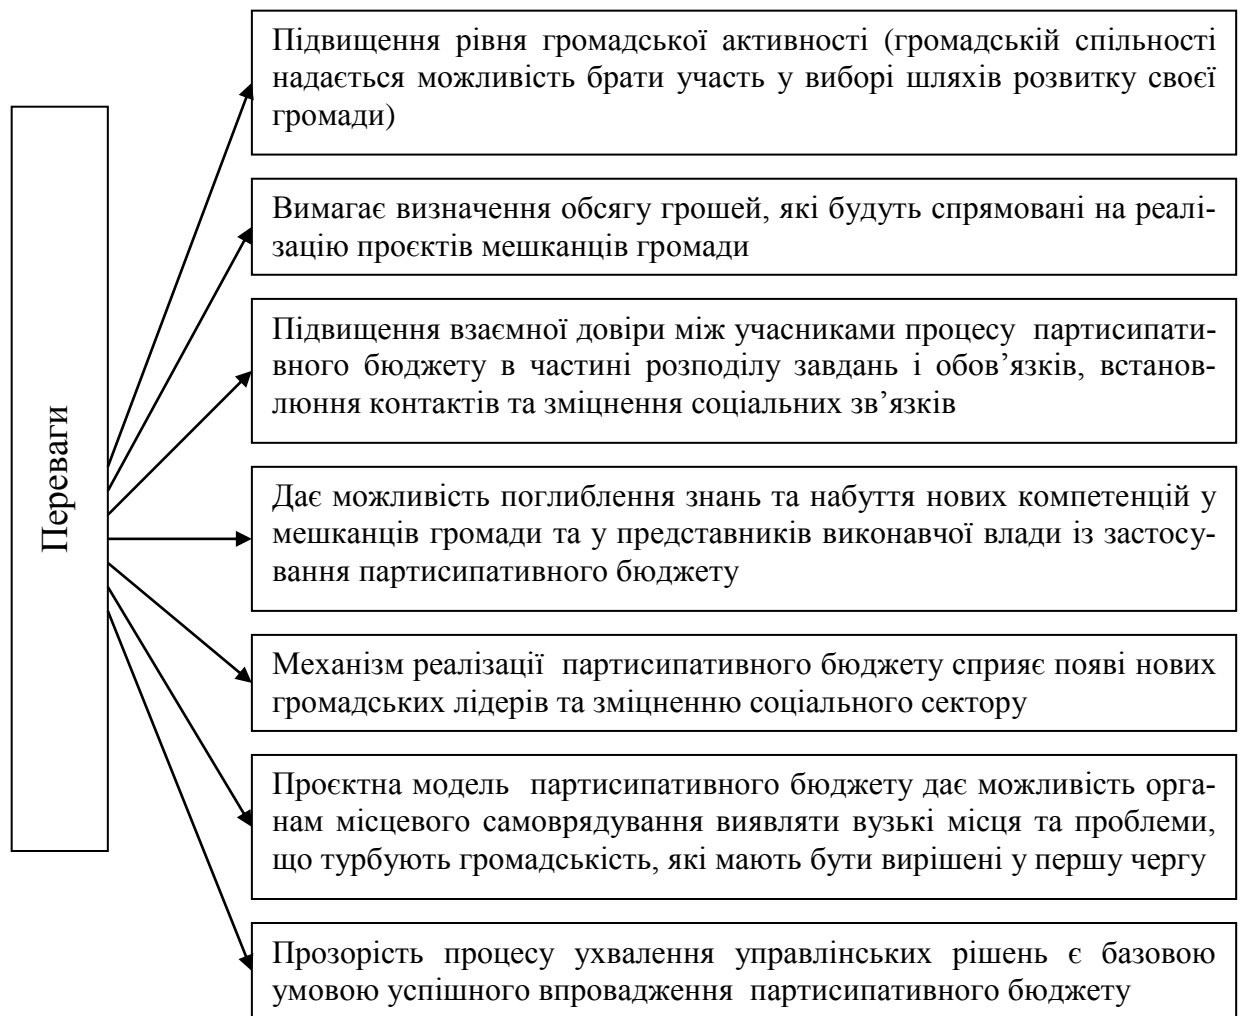 Переваги
Підвищення рівня громадської активності (громадській спільності
надається можливість брати участь у виборі шляхів розвитку своєї
громади)
Вимагає визначення обсягу грошей, які будуть спрямовані на реалі-
зацію проєктів мешканців громади
Підвищення взаємної довіри між учасниками процесу партисипати-
вного бюджету в частині розподілу завдань і обов’язків, встанов-
люння контактів та зміцнення соціальних зв’язків
Дає можливість поглиблення знань та набуття нових компетенцій у
мешканців громади та у представників виконавчої влади із застосу-
вання партисипативного бюджету
Механізм реалізації партисипативного бюджету сприяє появі нових
громадських лідерів та зміцненню соціального сектору
Проєктна модель партисипативного бюджету дає можливість орга-
нам місцевого самоврядування виявляти вузькі місця та проблеми,
що турбують громадськість, які мають бути вирішені у першу чергу
Прозорість процесу ухвалення управлінських рішень є базовою
умовою успішного впровадження партисипативного бюджету